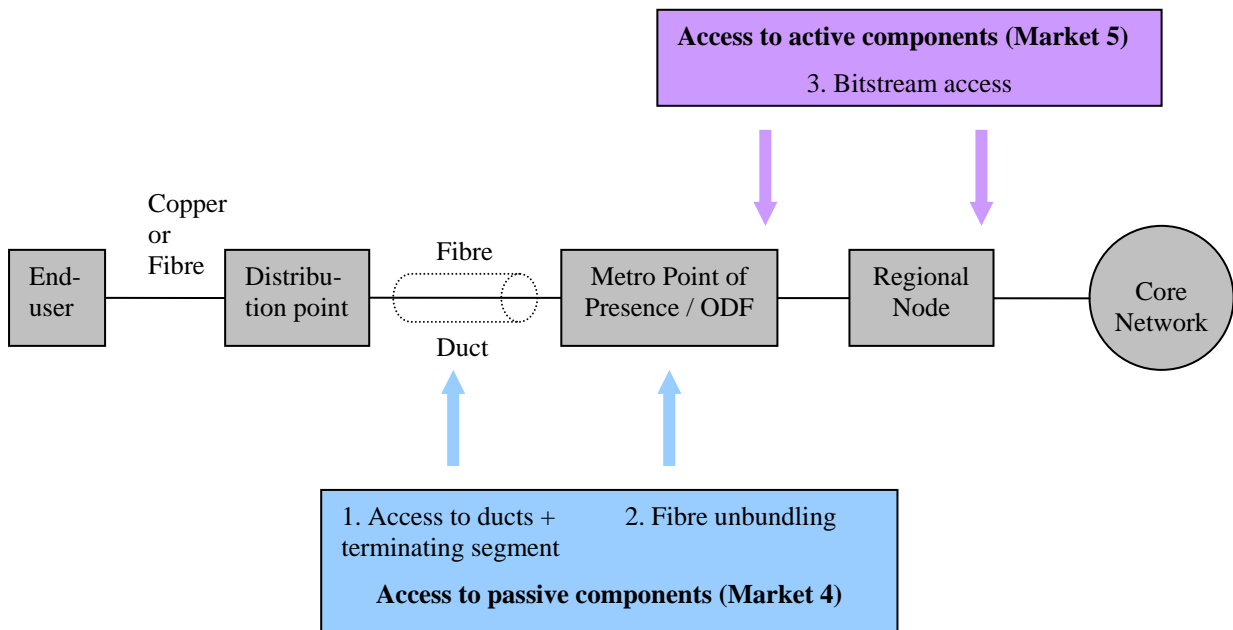 Access to active components (Market 5)
3. Bitstream access
Copper
or
Fibre
Fibre
End-
user
Distribu-
tion point
Metro Point of
Presence / ODF
Regional
Node
Core
Network
Duct
1. Access to ducts +
terminating segment
2. Fibre unbundling
Access to passive components (Market 4)